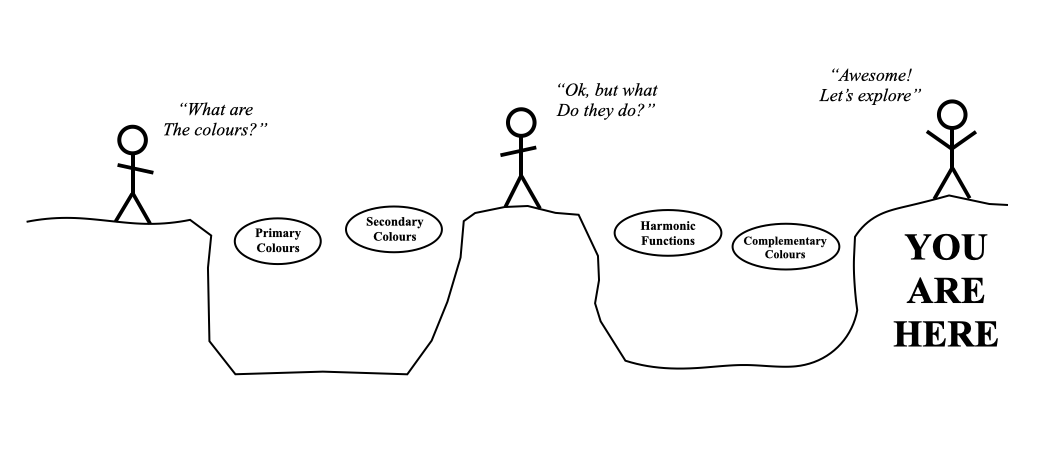 “What are
The colours?”
“Ok, but what
Do they do?”
“Awesome!
Let’s explore”
Primary
Colours
Secondary
Colours
Harmonic
Functions
Complementary
Colours
YOU
ARE
HERE